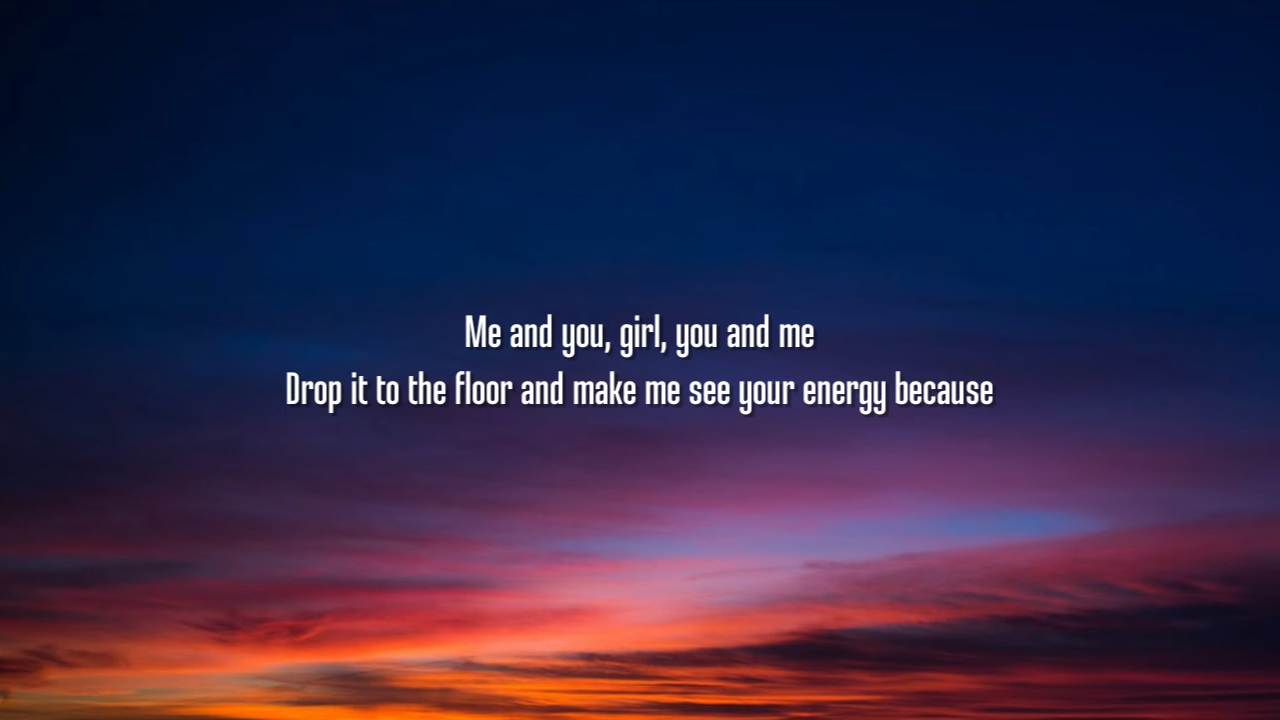 Me and you, girl, you and me
Drop it to the floor and make me see your energy because